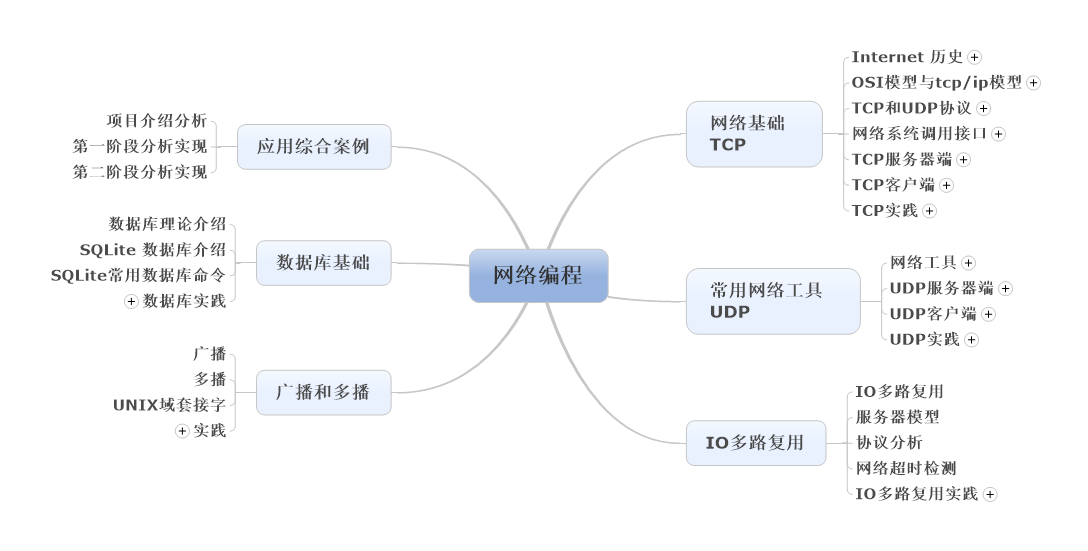 网络编程
网络基础
TCP
Internet 历史
OSI模型与tcp/ip模型
TCP和UDP协议
网络系统调用接口
TCP服务器端
TCP客户端
TCP实践
常用网络工具
UDP
网络工具
UDP服务器端
UDP客户端
UDP实践
IO多路复用
IO多路复用
服务器模型
协议分析
网络超时检测
IO多路复用实践
应用综合案例
项目介绍分析
第一阶段分析实现
第二阶段分析实现
数据库基础
数据库理论介绍
SQLite 数据库介绍
SQLite常用数据库命令
数据库实践
广播和多播
广播
多播
UNIX域套接字
实践